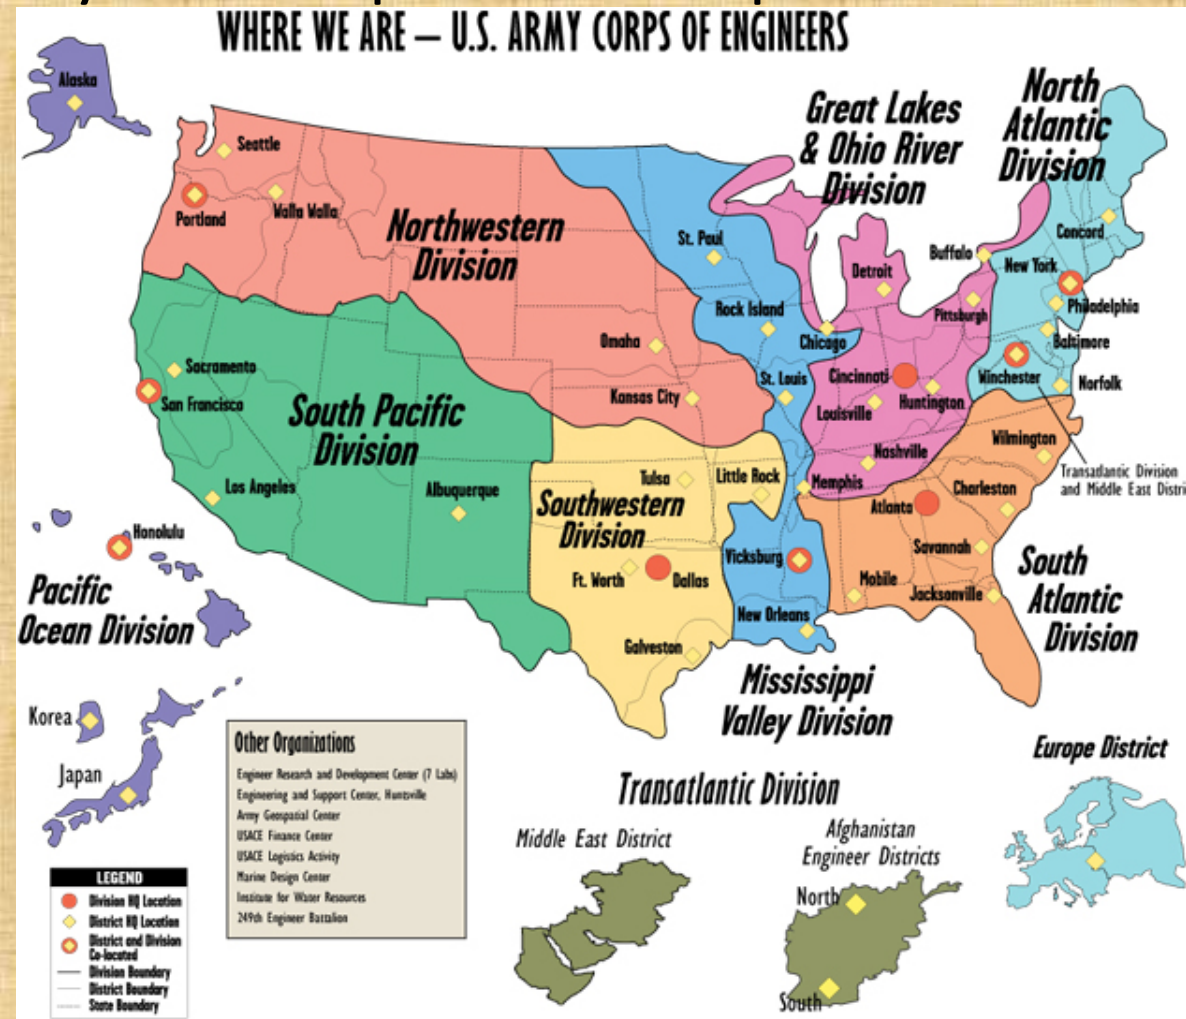 WHERE WE ARE – U.S. ARMY CORPS OF ENGINEERS
Alaska
Seattle
Portland
Walla Walla
Northwestern
Division
Great Lakes
& Ohio River
Division
North
Atlantic
Division
St. Paul
Rock Island
Detroit
Buffalo
Concord
New York
Pittsburgh
Philadelphia
Chicago
Baltimore
Omaha
Kansas City
St. Louis
Cincinnati
Louisville
Huntington
Winchester
Norfolk
Nashville
Wilmington
Transatlantic Division
and Middle East
Sacramento
San Francisco
South Pacific
Division
Los Angeles
Albuquerque
Tulsa
Little Rock
Memphis
Southwestern
Division
Ft. Worth
Dallas
Galveston
Vicksburg
New Orleans
Mississippi
Valley Division
Atlanta
Charleston
Savannah
Mobile
Jacksonville
South
Atlantic
Division
Honolulu
Pacific
Ocean Division
Korea
Japan
Other Organizations
Engineer Research and Development Center (7 Labs)
Engineering and Support Center, Huntsville
Army Geospatial Center
USACE Finance Center
USACE Logistics Activity
Marine Design Center
Institute for Water Resources
249th Engineer Battalion
Transatlantic Division
Middle East District
Afghanistan
Engineer Districts
North
South
Europe District
LEGEND
Division HQ Location
District HQ Location
District and Division
Co-located
Division Boundary
District Boundary
State Boundary